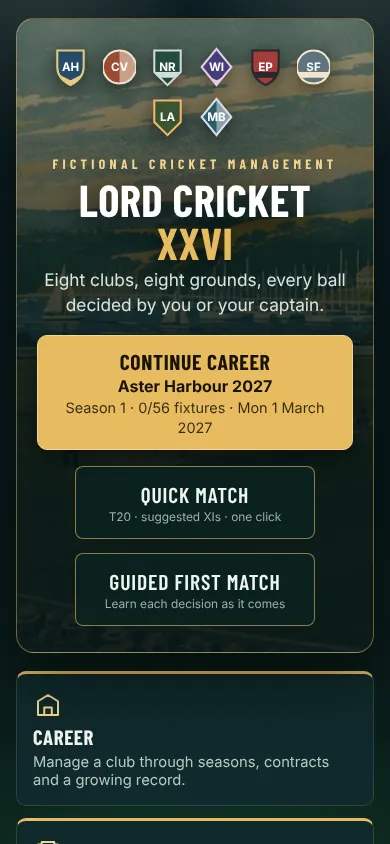 AH CV NR WI EP SF
LA MB
FICTIONAL CRICKET MANAGEMENT
LORD CRICKET
XXVI
Eight clubs, eight grounds, every ball
decided by you or your captain.
CONTINUE CAREER
Aster Harbour 2027
Season 1 · 0/56 fixtures · Mon 1 March
2027
QUICK MATCH
T20 · suggested XIs · one click
GUIDED FIRST MATCH
Learn each decision as it comes
CAREER
Manage a club through seasons, contracts
and a growing record.